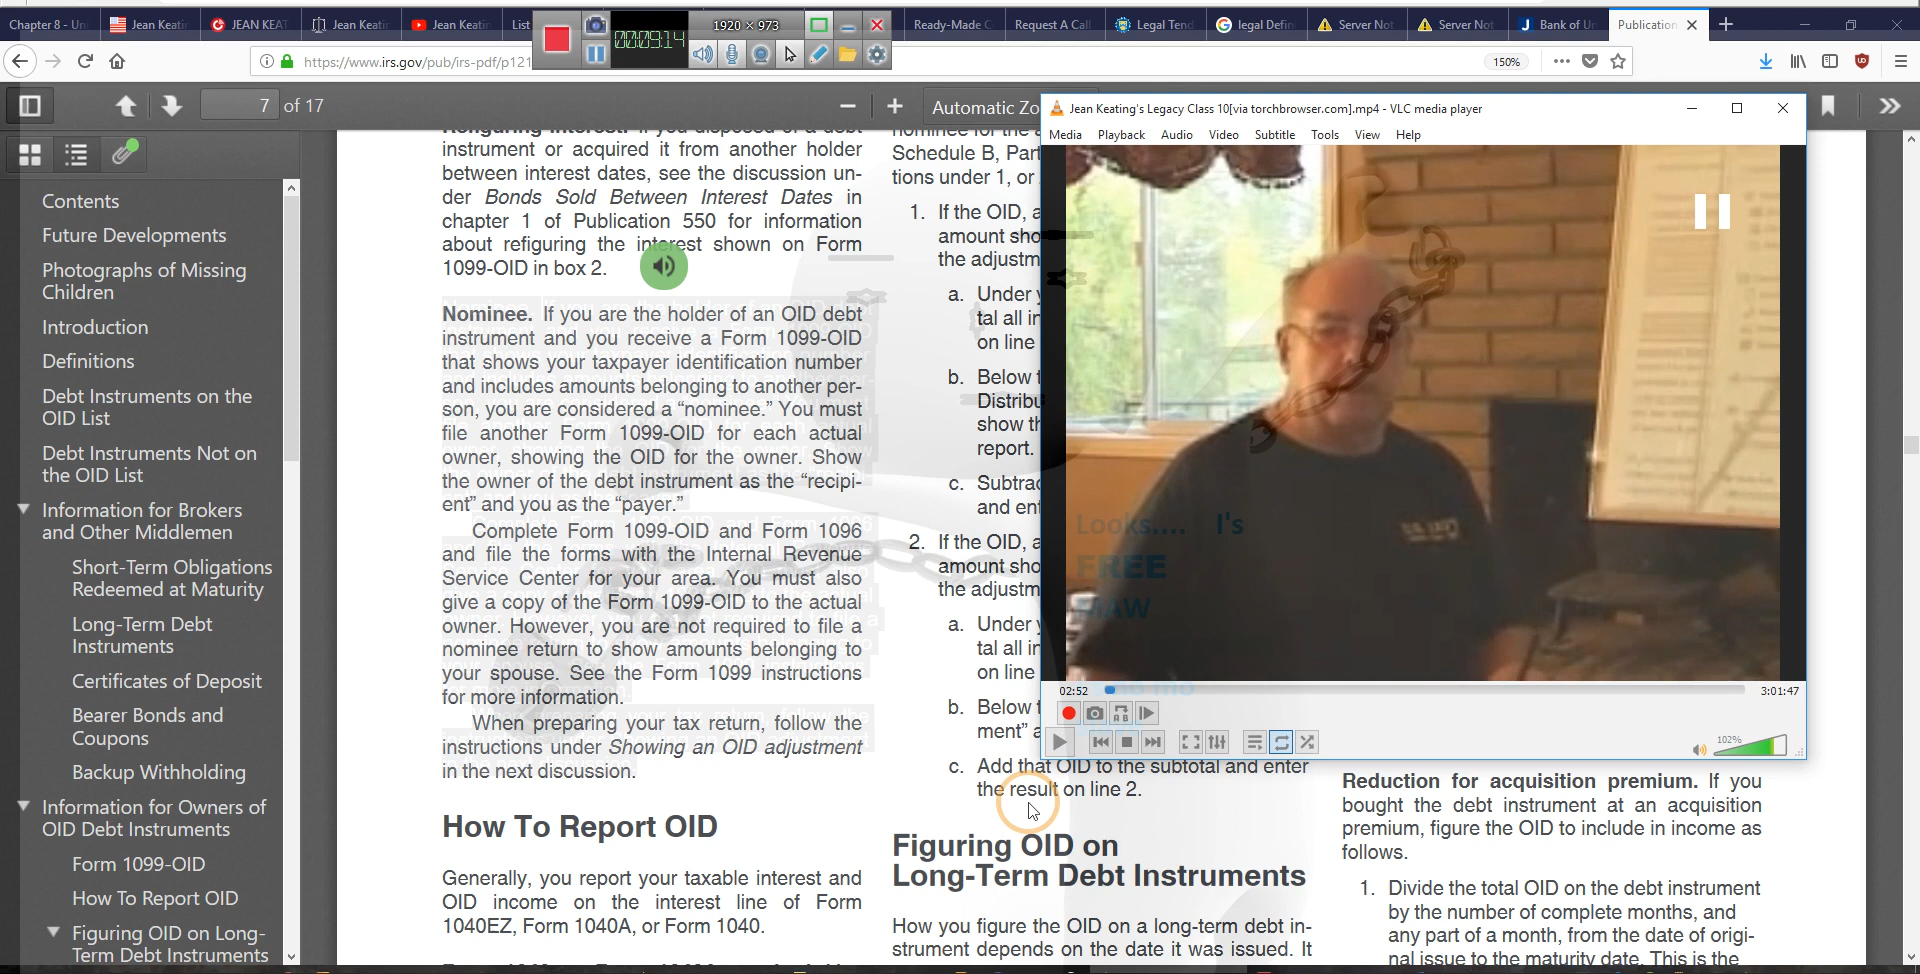 Chapter 8 - Un
Jean Keatin
JEAN KEAT
Jean Keatin
Jean Keatin
List
1920 × 973
00:09:14
Ready-Made C
Request A Call
Legal Tend
legal Defin
Server Not
Server Not
Bank of Un
Publication
https://www.irs.gov/pub/irs-pdf/p121
150%
7 of 17
Automatic Zo
Contents
Future Developments
Photographs of Missing
Children
Introduction
Definitions
Debt Instruments on the
OID List
Debt Instruments Not on
the OID List
Information for Brokers
and Other Middlemen
Short-Term Obligations
Redeemed at Maturity
Long-Term Debt
Instruments
Certificates of Deposit
Bearer Bonds and
Coupons
Backup Withholding
Information for Owners of
OID Debt Instruments
Form 1099-OID
How To Report OID
Figuring OID on Long-
Term Debt Instruments
Refiguring interest. If you disposed of a debt
instrument or acquired it from another holder
between interest dates, see the discussion un-
der Bonds Sold Between Interest Dates in
chapter 1 of Publication 550 for information
about refiguring the interest shown on Form
1099-OID in box 2.
Nominee. If you are the holder of an OID debt
instrument and you receive a Form 1099-OID
that shows your taxpayer identification number
and includes amounts belonging to another per-
son, you are considered a “nominee.” You must
file another Form 1099-OID for each actual
owner, showing the OID for the owner. Show
the owner of the debt instrument as the “recipi-
ent” and you as the “payer.”
Complete Form 1099-OID and Form 1096
and file the forms with the Internal Revenue
Service Center for your area. You must also
give a copy of the Form 1099-OID to the actual
owner. However, you are not required to file a
nominee return to show amounts belonging to
your spouse. See the Form 1099 instructions
for more information.
When preparing your tax return, follow the
instructions under Showing an OID adjustment
in the next discussion.
How To Report OID
Generally, you report your taxable interest and
OID income on the interest line of Form
1040EZ, Form 1040A, or Form 1040.
nominee for the a
Schedule B, Part
tions under 1, or
1. If the OID, a
amount sho
the adjustm
a. Under y
tal all in
on line
b. Below t
Distribu
show th
report.
c. Subtrac
and ent
2. If the OID, a
amount sho
the adjustm
a. Under y
tal all in
on line
b. Below t
ment” a
c. Add that OID to the subtotal and enter
the result on line 2.
Figuring OID on
Long-Term Debt Instruments
How you figure the OID on a long-term debt in-
strument depends on the date it was issued. It
Jean Keating's Legacy Class 10[via torchbrowser.com].mp4 - VLC media player
Media Playback Audio Video Subtitle Tools View Help
Looks.... I's
FREE
MAW
02:52
3:01:47
102%
Reduction for acquisition premium. If you
bought the debt instrument at an acquisition
premium, figure the OID to include in income as
follows.
1. Divide the total OID on the debt instrument
by the number of complete months, and
any part of a month, from the date of origi-
nal issue to the maturity date. This is the